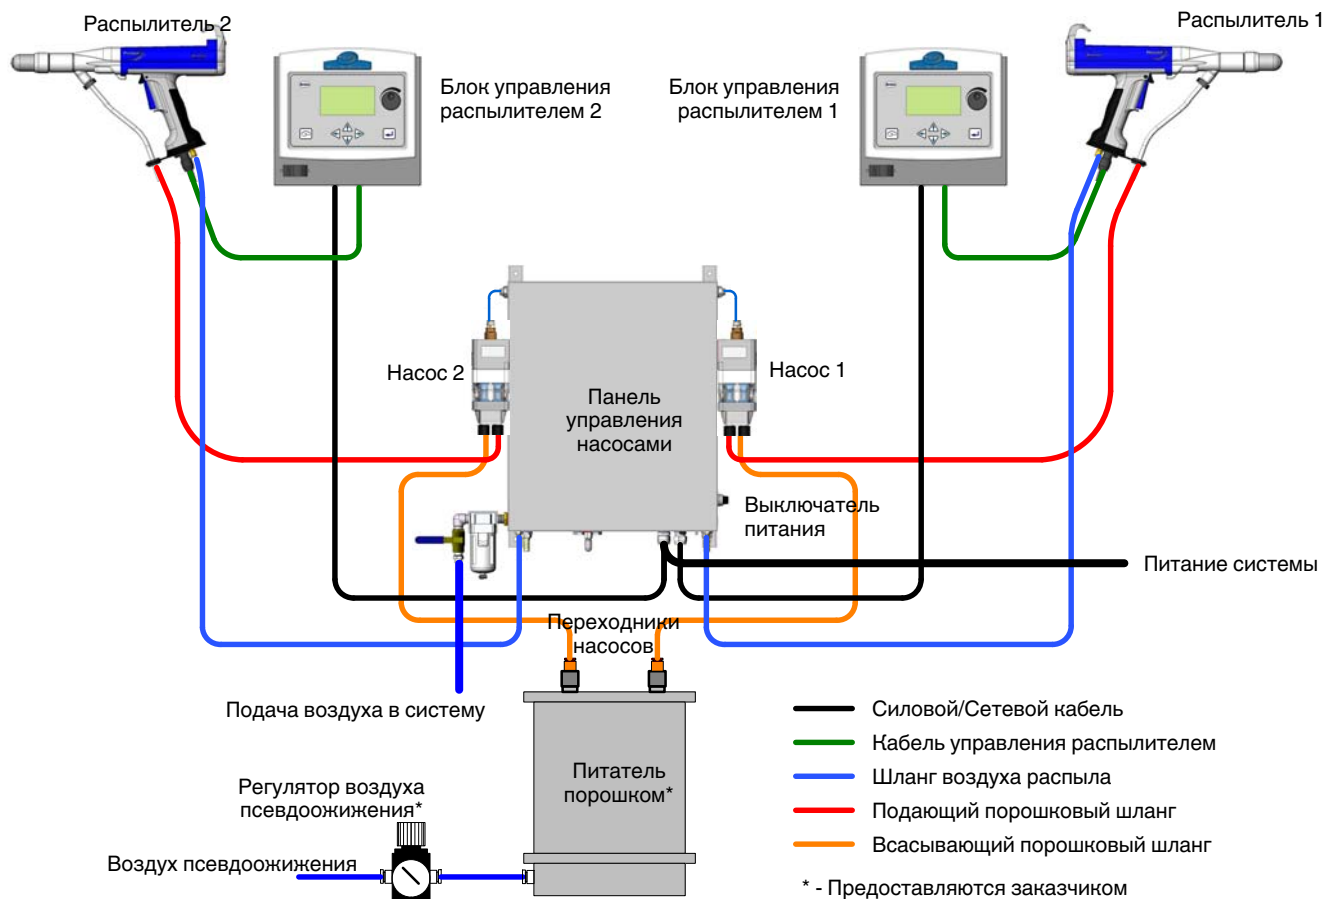 Распылитель 2
Распылитель 1
Блок управления
распылителем 2
Блок управления
распылителем 1
Насос 2
Насос 1
Панель
управления
насосами
Выключатель
питания
Питание системы
Переходники
насосов
Подача воздуха в систему
Питатель
порошком*
Регулятор воздуха
псевдоожижения*
Воздух псевдоожижения
Силовой/Сетевой кабель
Кабель управления распылителем
Шланг воздуха распыла
Подающий порошковый шланг
Всасывающий порошковый шланг
* - Предоставляются заказчиком